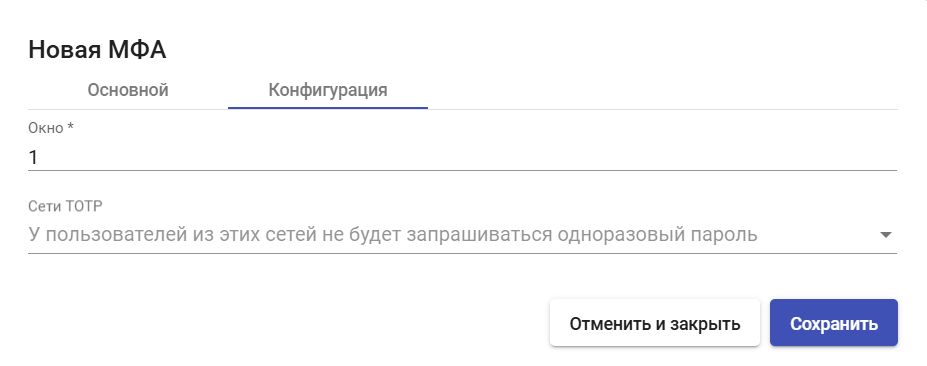 Новая МФА
Основной Конфигурация
Окно *
1
Сети TOTP
У пользователей из этих сетей не будет запрашиваться одноразовый пароль
Отменить и закрыть Сохранить